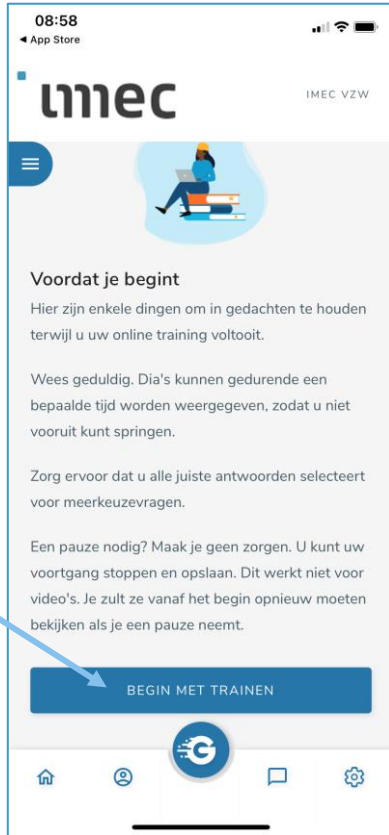 08:58
◀ App Store
imec
IMEC VZW
Voordat je begint
Hier zijn enkele dingen om in gedachten te houden
terwijl u uw online training voltooit.
Wees geduldig. Dia's kunnen gedurende een
bepaalde tijd worden weergegeven, zodat u niet
vooruit kunt springen.
Zorg ervoor dat u alle juiste antwoorden selecteert
voor meerkeuzevragen.
Een pauze nodig? Maak je geen zorgen. U kunt uw
voortgang stoppen en opslaan. Dit werkt niet voor
video's. Je zult ze vanaf het begin opnieuw moeten
bekijken als je een pauze neemt.
BEGIN MET TRAINEN
G